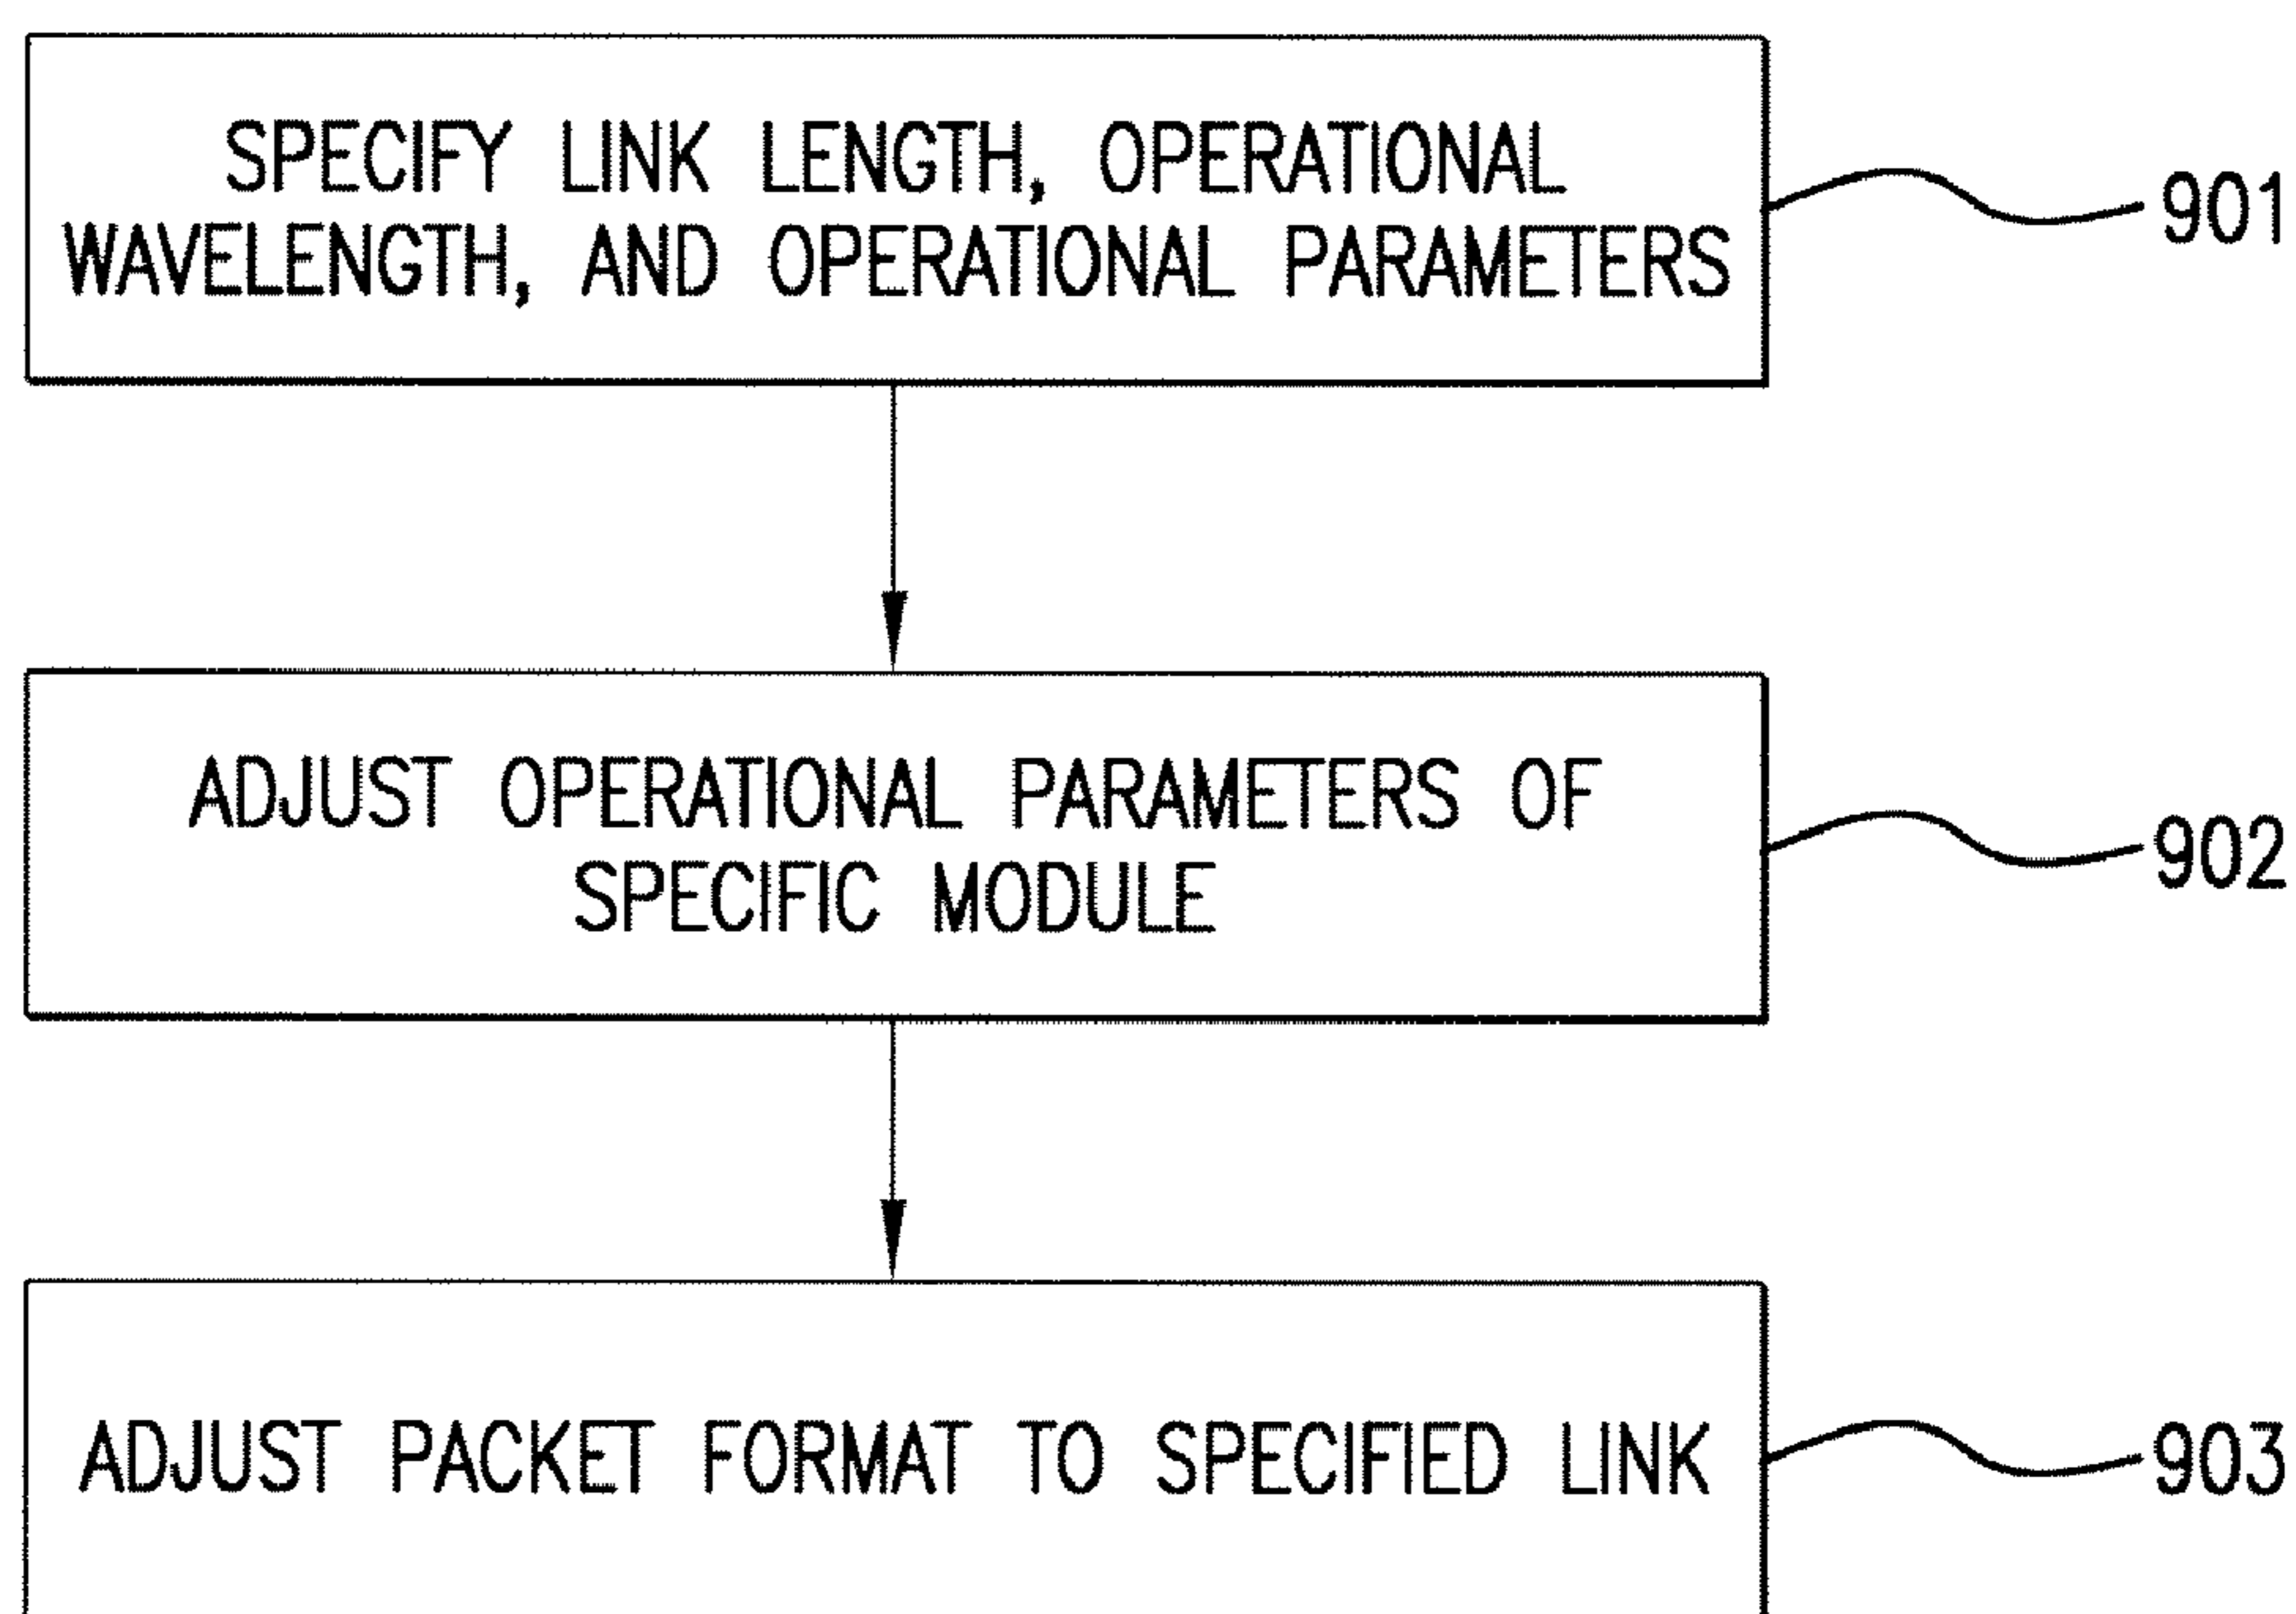 SPECIFY LINK LENGTH, OPERATIONAL
WAVELENGTH, AND OPERATIONAL PARAMETERS
901
ADJUST OPERATIONAL PARAMETERS OF
SPECIFIC MODULE
902
ADJUST PACKET FORMAT TO SPECIFIED LINK
903